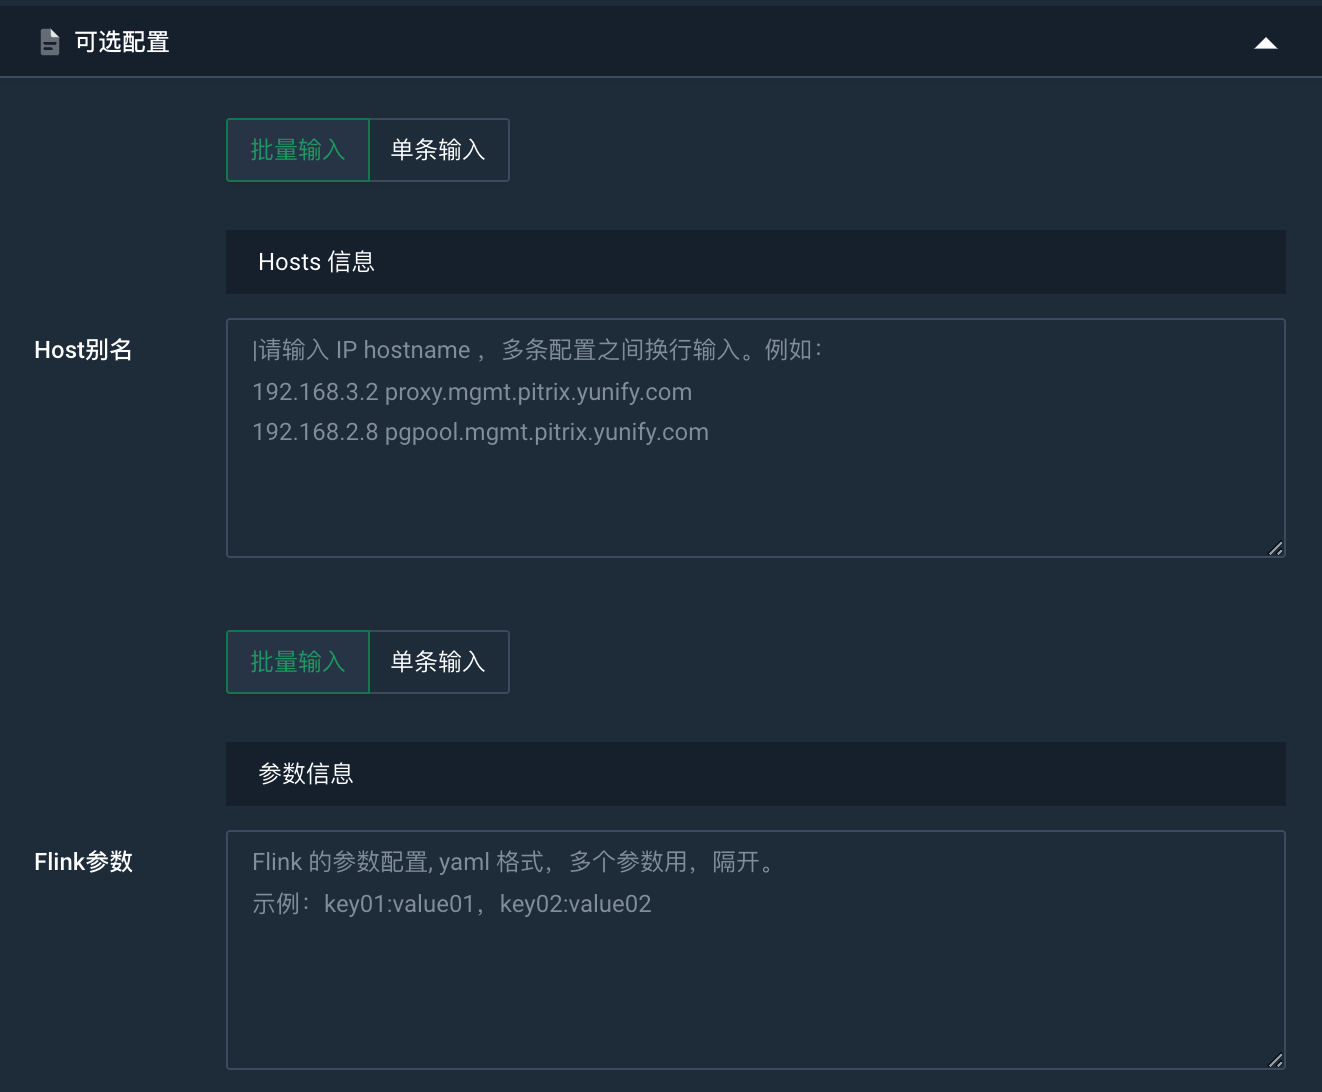 可选配置
批量输入 单条输入
Hosts 信息
Host别名
|请输入 IP hostname ，多条配置之间换行输入。例如：
192.168.3.2 proxy.mgmt.pitrix.yunify.com
192.168.2.8 pgpool.mgmt.pitrix.yunify.com
批量输入 单条输入
参数信息
Flink参数
Flink 的参数配置, yaml 格式，多个参数用，隔开。
示例：key01:value01，key02:value02